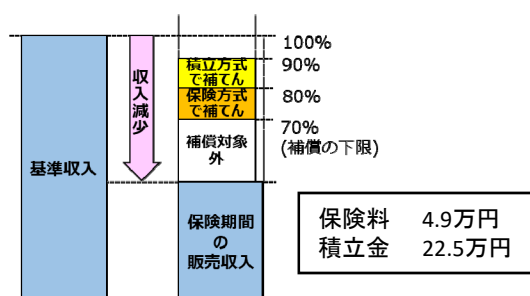 100%
積立方式
で補てん
90%
保険方式
で補てん
80%
70%
(補償の下限)
収入減少
補償対象
外
基準収入
保険期間
の
販売収入
保険料 4.9万円
積立金 22.5万円